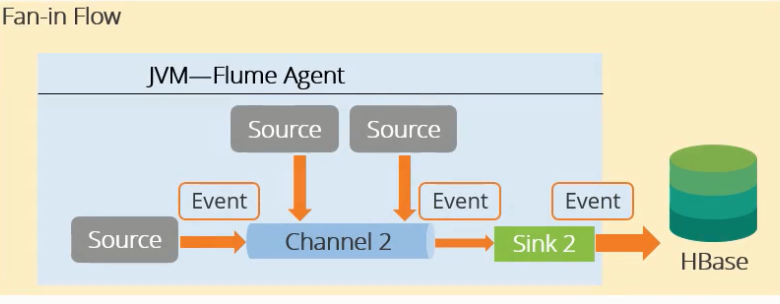 Fan-in Flow
JVM—Flume Agent
Source
Source
Event
Event
Event
Source
Channel 2
Sink 2
HBase